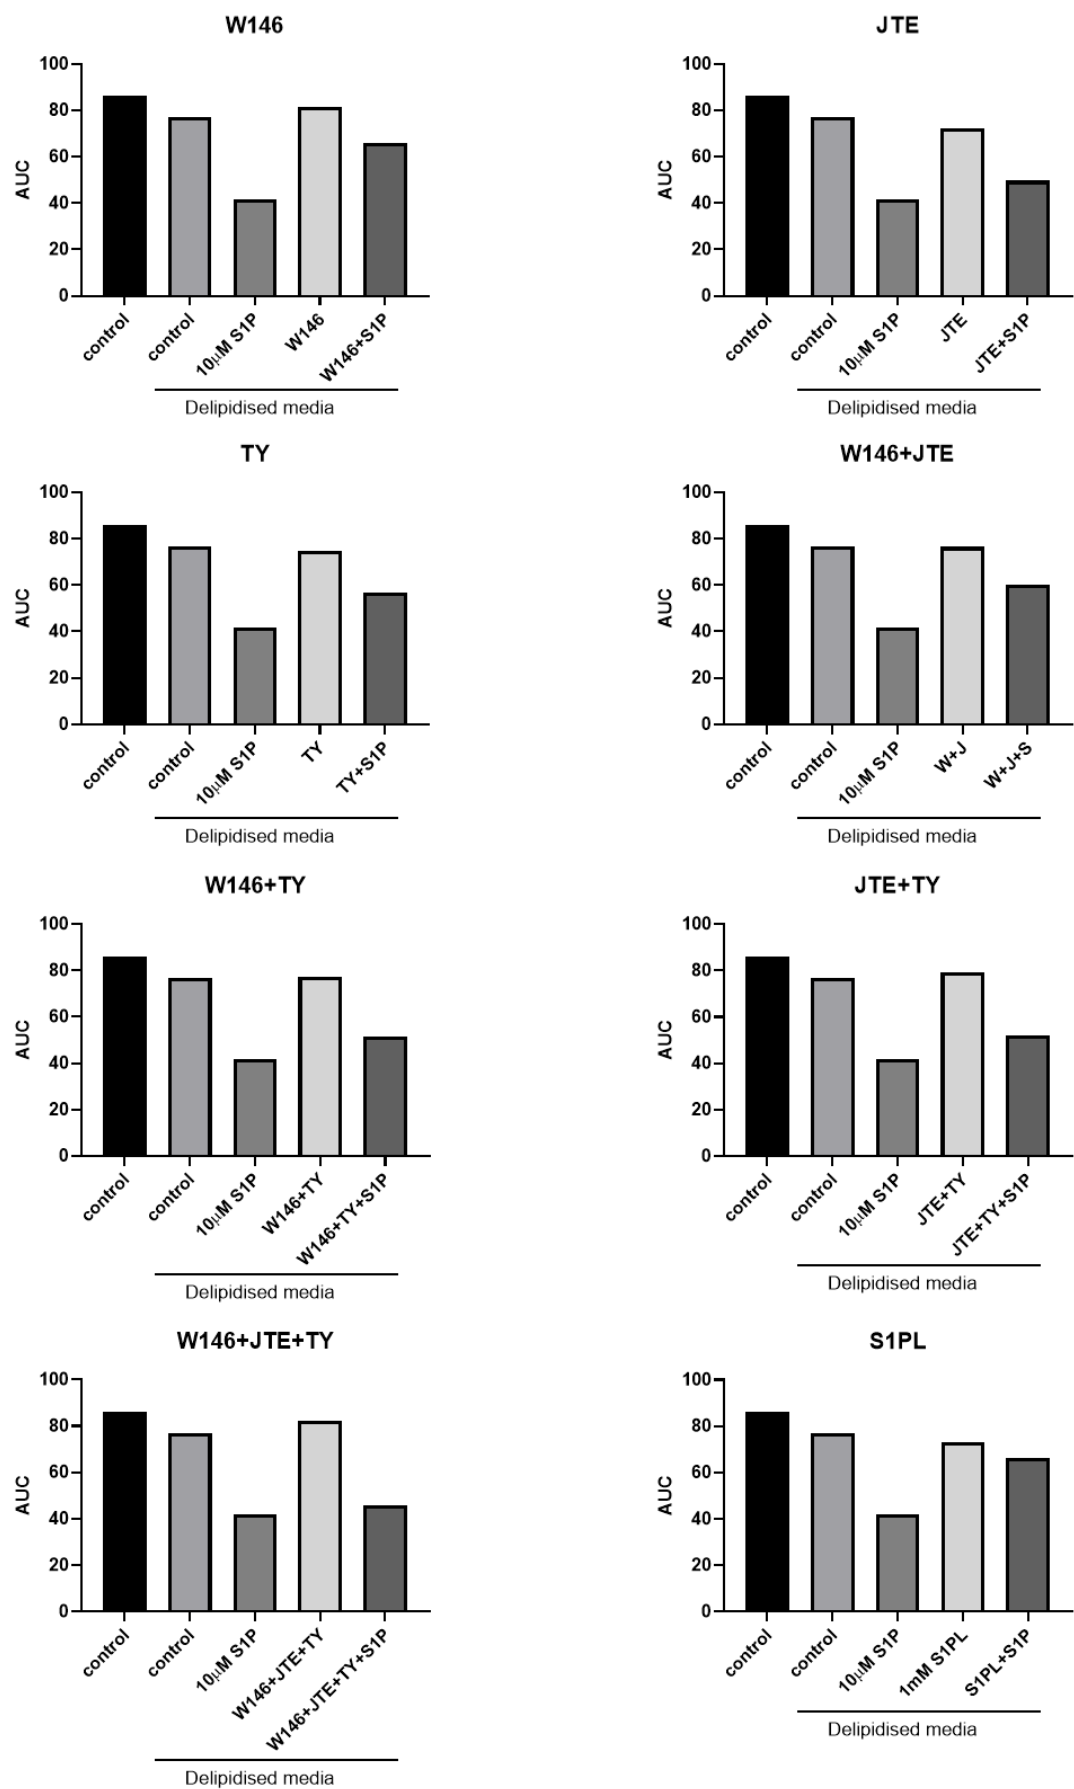 W146
AUC
100
80
60
40
20
0
control
control
10μM S1P
W146
W146+S1P
Delipidised media
JTE
AUC
100
80
60
40
20
0
control
control
10μM S1P
JTE
JTE+S1P
Delipidised media
TY
AUC
100
80
60
40
20
0
control
control
10μM S1P
TY
TY+S1P
Delipidised media
W146+JTE
AUC
100
80
60
40
20
0
control
control
10μM S1P
W+J
W+J+S
Delipidised media
W146+TY
AUC
100
80
60
40
20
0
control
control
10μM S1P
W146+TY
W146+TY+S1P
Delipidised media
JTE+TY
AUC
100
80
60
40
20
0
control
control
10μM S1P
JTE+TY
JTE+TY+S1P
Delipidised media
W146+JTE+TY
AUC
100
80
60
40
20
0
control
control
10μM S1P
W146+JTE+TY
W146+JTE+TY+S1P
Delipidised media
S1PL
AUC
100
80
60
40
20
0
control
control
10μM S1P
1mM S1PL
S1PL+S1P
Delipidised media